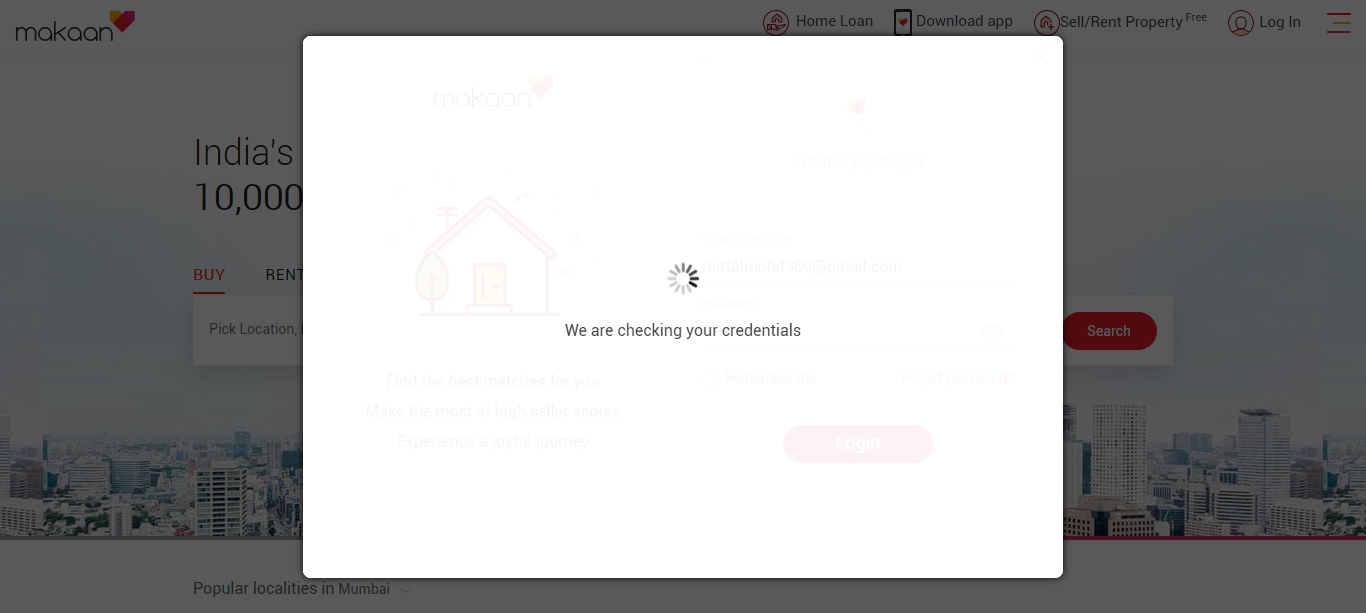 makaan
Home Loan
Download app
Sell/Rent Property Free
Log In
India's
10,000
BUY
RENT
Pick Location,
Search
makaan
Find the best matches for you
Make the most of high seller scores
Experience a joyful journey
Let the joy begin
Email/Username
mittalmohit300@gmail.com
Password
Remember me
Forgot password?
Login
We are checking your credentials
Popular localities in Mumbai